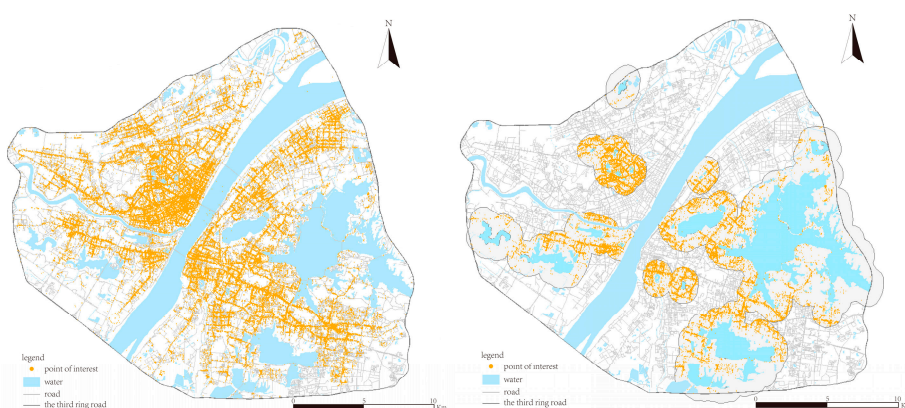 N
legend
point of interest
water
road
the third ring road
0 5 10
Km
N
legend
point of interest
water
road
the third ring road
0 5 10